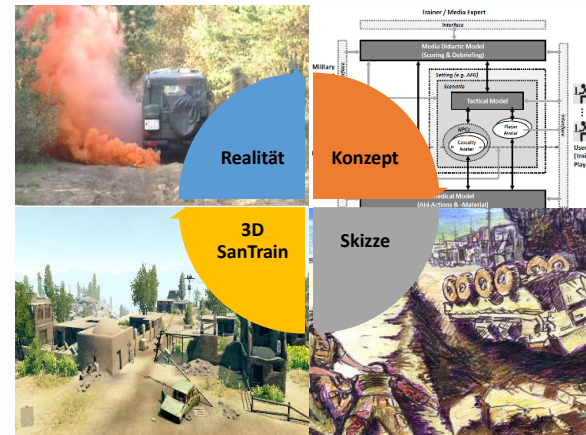 Trainer / Media Expert
Interface
Media Didactic Model
(Scoring & Debriefing)
Military
Setting (e.g. AFG)
Scenario
Tactical Model
NPCs
Casualty
Avatar
Player
Avatar
Interface
User
[Trai
Play
Medical Model
(Aid-Actions & -Material)
Realität
Konzept
3D
SanTrain
Skizze